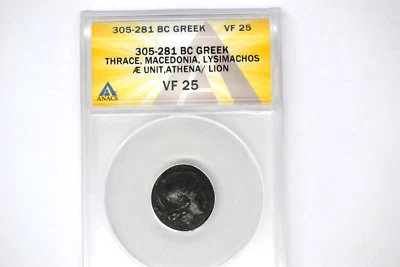 305-281 BC GREEK VF 25
305-281 BC GREEK
THRACE, MACEDONIA, LYSIMACHOS
Æ UNIT,ATHENA/ LION
VF 25
ANACS